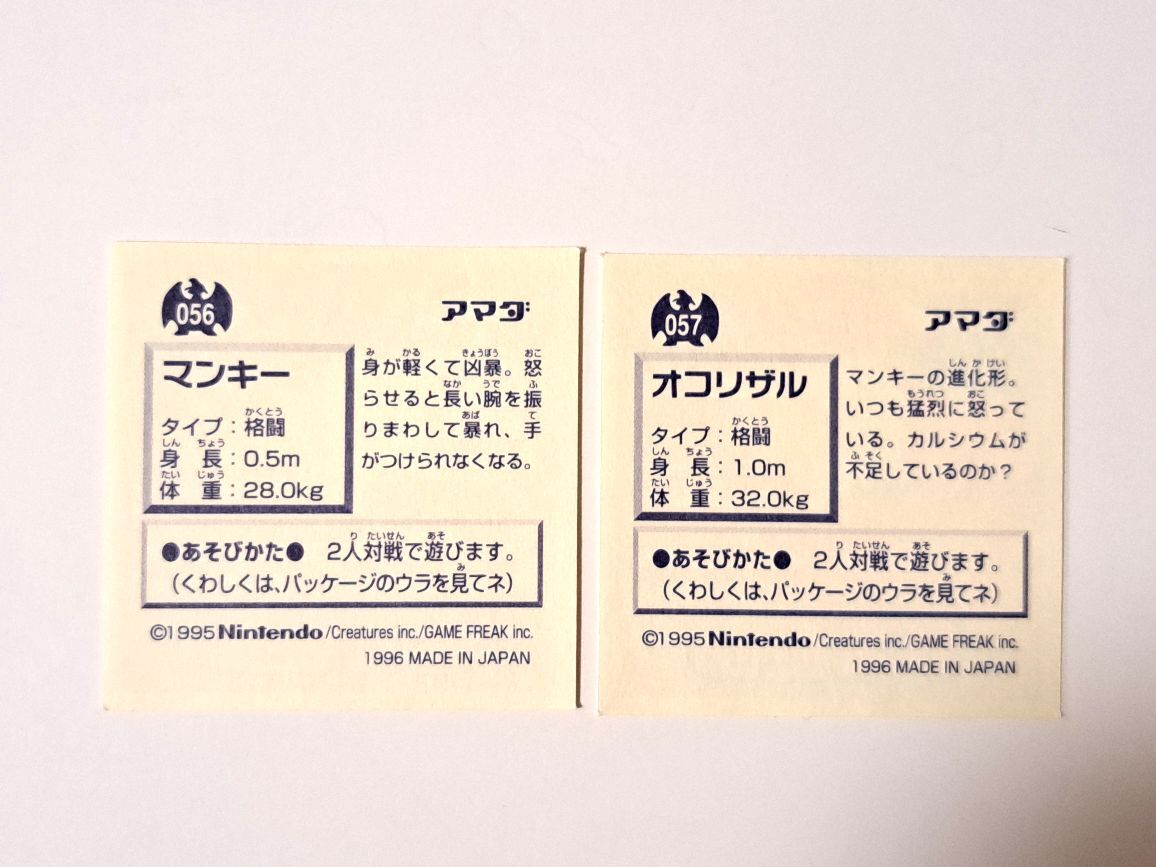 056
アマダ
マンキー
タイプ：格闘
身長：0.5m
体重：28.0kg
身が軽くて凶暴。怒
らせると長い腕を振
りまわして暴れ、手
がつけられなくなる。
●あそびかた● 2人対戦で遊びます。
(くわしくは、パッケージのウラを見てネ)
©1995 Nintendo/Creatures inc./GAME FREAK inc.
1996 MADE IN JAPAN
057
アマダ
オコリザル
タイプ：格闘
身長：1.0m
体重：32.0kg
マンキーの進化形。
いつも猛烈に怒って
いる。カルシウムが
不足しているのか？
●あそびかた● 2人対戦で遊びます。
(くわしくは、パッケージのウラを見てネ)
©1995 Nintendo/Creatures inc./GAME FREAK inc.
1996 MADE IN JAPAN